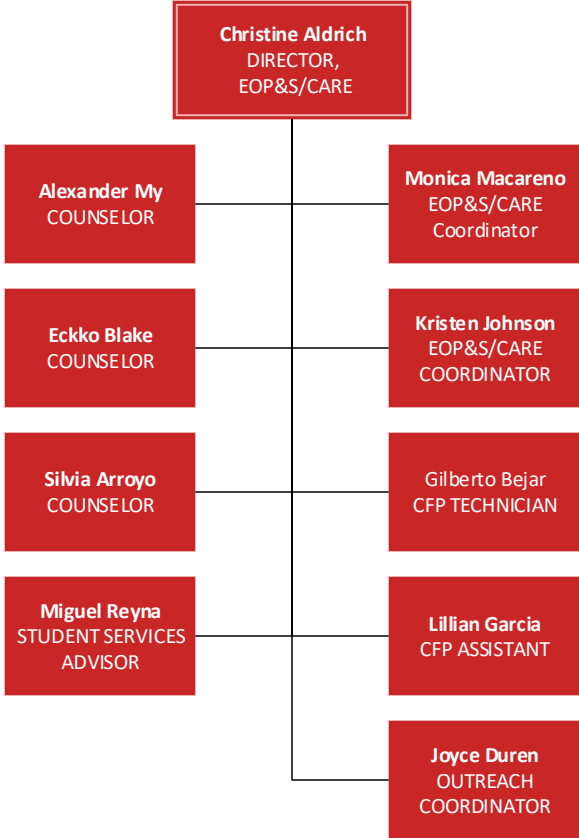 Christine Aldrich
DIRECTOR,
EOP&S/CARE
Alexander My
COUNSELOR
Monica Macareno
EOP&S/CARE
Coordinator
Eckko Blake
COUNSELOR
Kristen Johnson
EOP&S/CARE
COORDINATOR
Silvia Arroyo
COUNSELOR
Gilberto Bejar
CFP TECHNICIAN
Miguel Reyna
STUDENT SERVICES
ADVISOR
Lillian Garcia
CFP ASSISTANT
Joyce Duren
OUTREACH
COORDINATOR